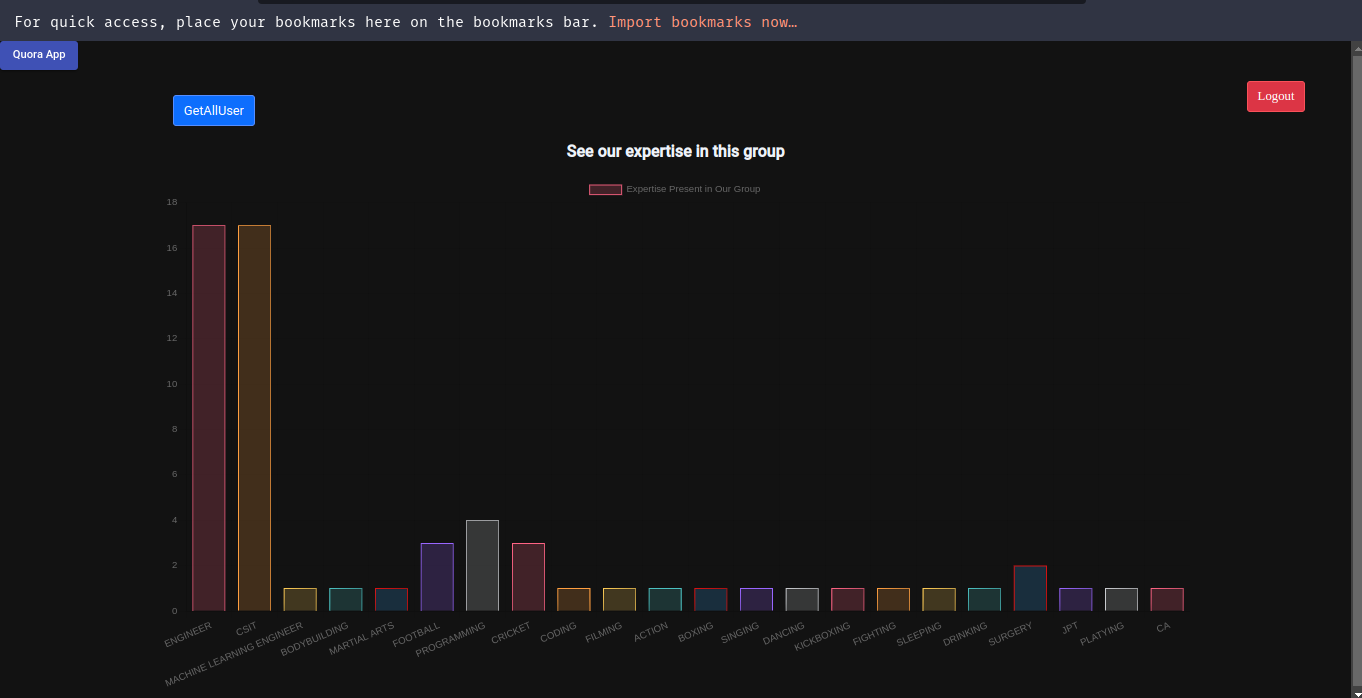 For quick access, place your bookmarks here on the bookmarks bar. Import bookmarks now...
Quora App
GetAllUser
Logout
See our expertise in this group
Expertise Present in Our Group
18
16
14
12
10
8
6
4
2
0
ENGINEER
CSIT
MACHINE LEARNING ENGINEER
BODYBUILDING
MARTIAL ARTS
FOOTBALL
PROGRAMMING
CRICKET
CODING
FILMING
ACTION
BOXING
SINGING
DANCING
KICKBOXING
FIGHTING
SLEEPING
DRINKING
SURGERY
JPT
PLATYING
CA